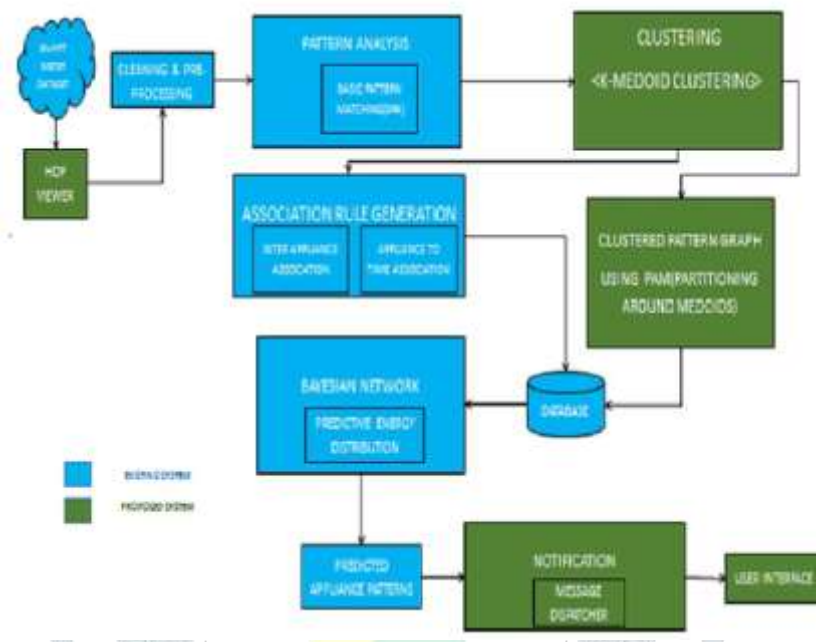 SMART
METER
DATASET
HDF
VIEWER
CLEANING & PRE-
PROCESSING
PATTERN ANALYSIS
BASIC PATTERN
CLUSTERING
<K-MEDOID CLUSTERING>
ASSOCIATION RULE GENERATION
INTER APPLIANCE
ASSOCATION
APPLIANCE TO
TIME ASSOCATION
CLUSTERED PATTERN GRAPH
USING PAM(PARTITIONING
AROUND MEDOIDS)
BAYESIAN NETWORK
PREDICTIVE ENERGY
DISTRIBUTION
DATABASE
EXISTING SYSTEM
PROPOSED SYSTEM
PREDICTED
APPLIANCE PATTERNS
NOTIFICATION
MESSAGE
DISPATCHER
USER INTERFACE